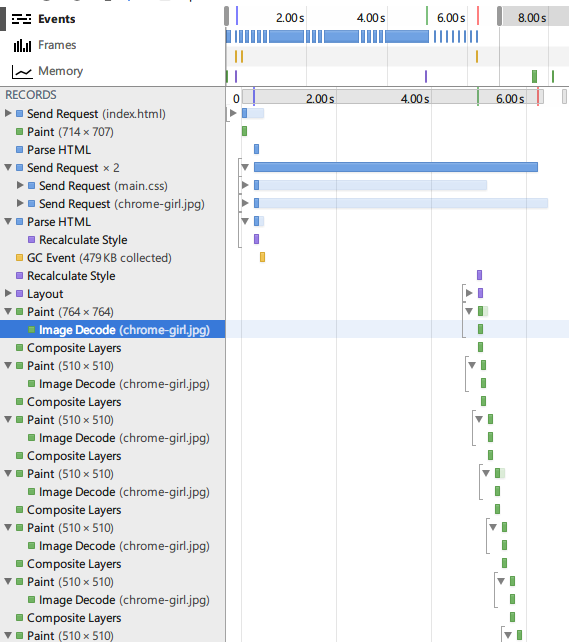 Events
2.00 s 4.00 s 6.00 s 8.00 s
Frames
Memory
RECORDS
0 2.00 s 4.00 s 6.00 s
Send Request (index.html)
Paint (714 × 707)
Parse HTML
Send Request × 2
Send Request (main.css)
Send Request (chrome-girl.jpg)
Parse HTML
Recalculate Style
GC Event (479 KB collected)
Recalculate Style
Layout
Paint (764 × 764)
Image Decode (chrome-girl.jpg)
Composite Layers
Paint (510 × 510)
Image Decode (chrome-girl.jpg)
Composite Layers
Paint (510 × 510)
Image Decode (chrome-girl.jpg)
Composite Layers
Paint (510 × 510)
Image Decode (chrome-girl.jpg)
Composite Layers
Paint (510 × 510)
Image Decode (chrome-girl.jpg)
Composite Layers
Paint (510 × 510)
Image Decode (chrome-girl.jpg)
Composite Layers
Paint (510 × 510)